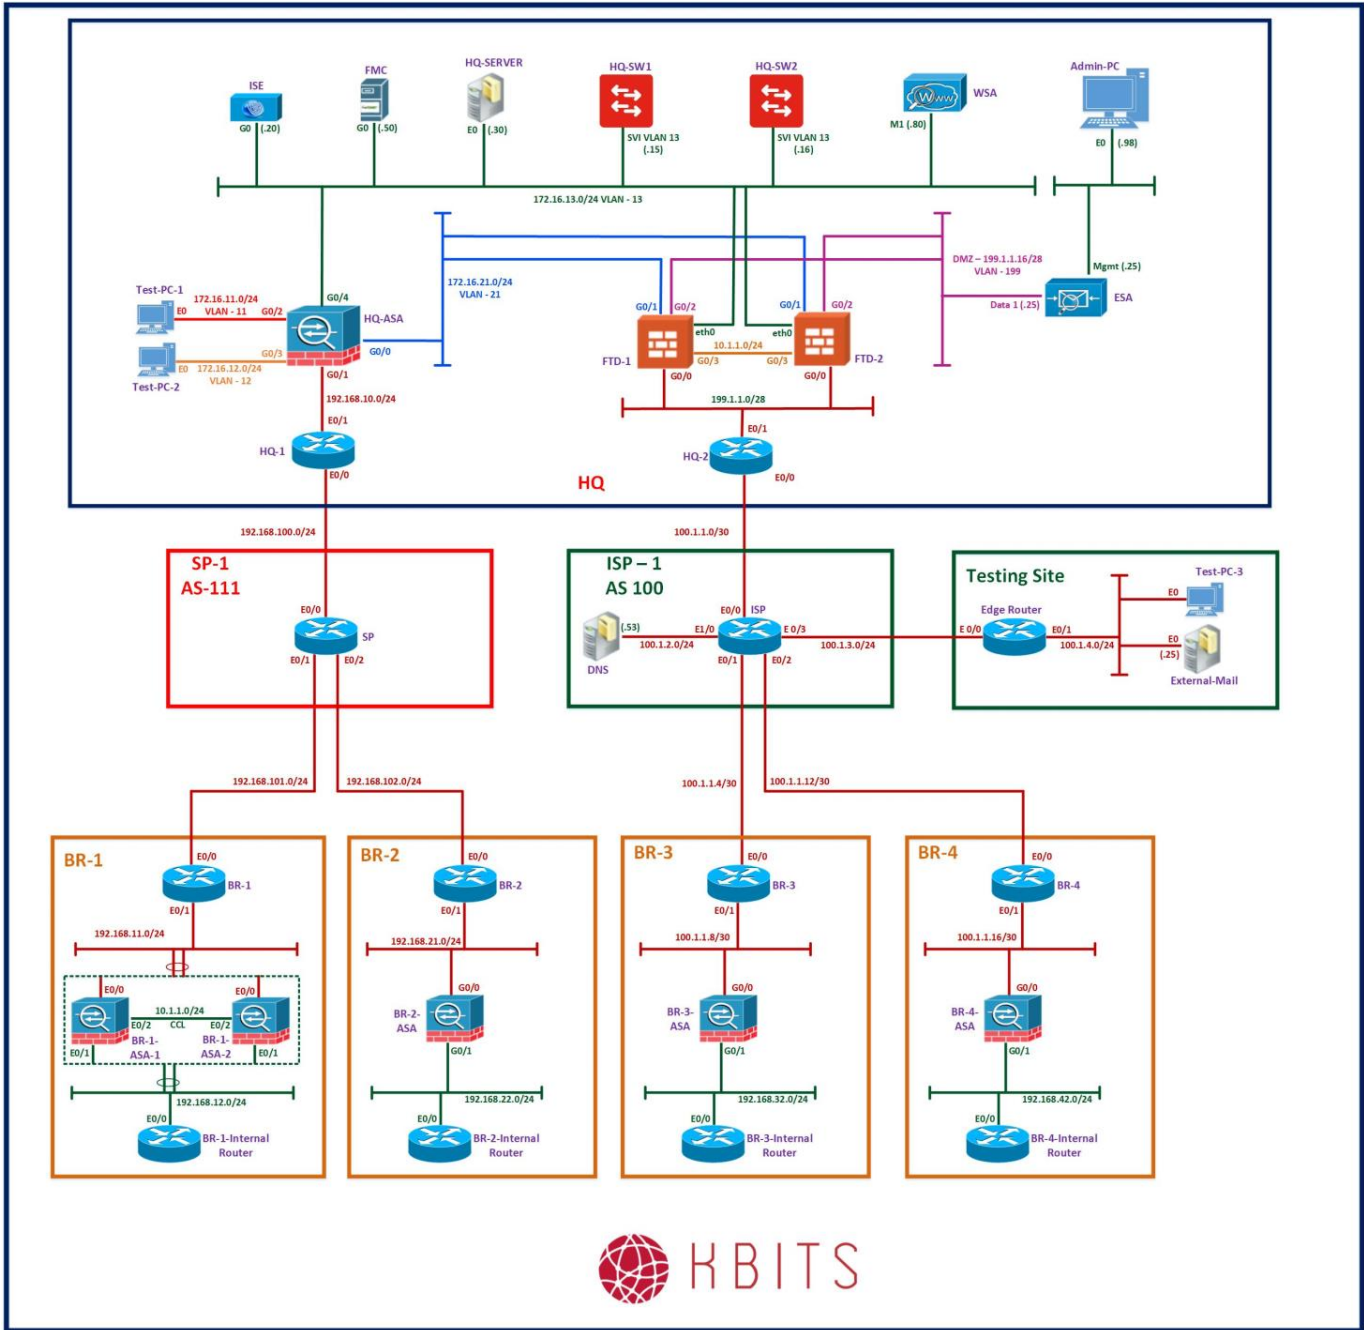 ISE
G0 (.20)
FMC
G0 (.50)
HQ-SERVER
E0 (.30)
HQ-SW1
SVI VLAN 13
(.15)
HQ-SW2
SVI VLAN 13
(.16)
WSA
M1 (.80)
Admin-PC
E0 (.98)
172.16.13.0/24 VLAN - 13
172.16.21.0/24
VLAN - 21
DMZ – 199.1.1.16/28
VLAN - 199
Mgmt (.25)
ESA
Data 1 (.25)
Test-PC-1
E0
172.16.11.0/24
VLAN - 11
G0/2
G0/4
HQ-ASA
G0/0
Test-PC-2
E0
172.16.12.0/24
VLAN - 12
G0/3
G0/1
192.168.10.0/24
G0/1
G0/2
eth0
FTD-1
G0/3
G0/0
10.1.1.0/24
G0/1
G0/2
eth0
FTD-2
G0/3
G0/0
199.1.1.0/28
E0/1
HQ-1
E0/0
E0/1
HQ-2
E0/0
HQ
192.168.100.0/24
100.1.1.0/30
SP-1
AS-111
E0/0
SP
E0/1
E0/2
ISP – 1
AS 100
E0/0
ISP
(.53)
DNS
E1/0
100.1.2.0/24
E 0/3
100.1.3.0/24
E0/1
E0/2
Testing Site
Edge Router
E 0/0
E0/1
100.1.4.0/24
Test-PC-3
E0
E0
(.25)
External-Mail
192.168.101.0/24
192.168.102.0/24
100.1.1.4/30
100.1.1.12/30
BR-1
E0/0
BR-1
E0/1
192.168.11.0/24
E0/0
E0/0
10.1.1.0/24
E0/2
CCL
E0/2
BR-1-
ASA-1
BR-1-
ASA-2
E0/1
E0/1
192.168.12.0/24
E0/0
BR-1-Internal
Router
BR-2
E0/0
BR-2
E0/1
192.168.21.0/24
G0/0
BR-2-
ASA
G0/1
192.168.22.0/24
E0/0
BR-2-Internal
Router
BR-3
E0/0
BR-3
E0/1
100.1.1.8/30
G0/0
BR-3-
ASA
G0/1
192.168.32.0/24
E0/0
BR-3-Internal
Router
BR-4
E0/0
BR-4
E0/1
100.1.1.16/30
G0/0
BR-4-
ASA
G0/1
192.168.42.0/24
E0/0
BR-4-Internal
Router
KBITS